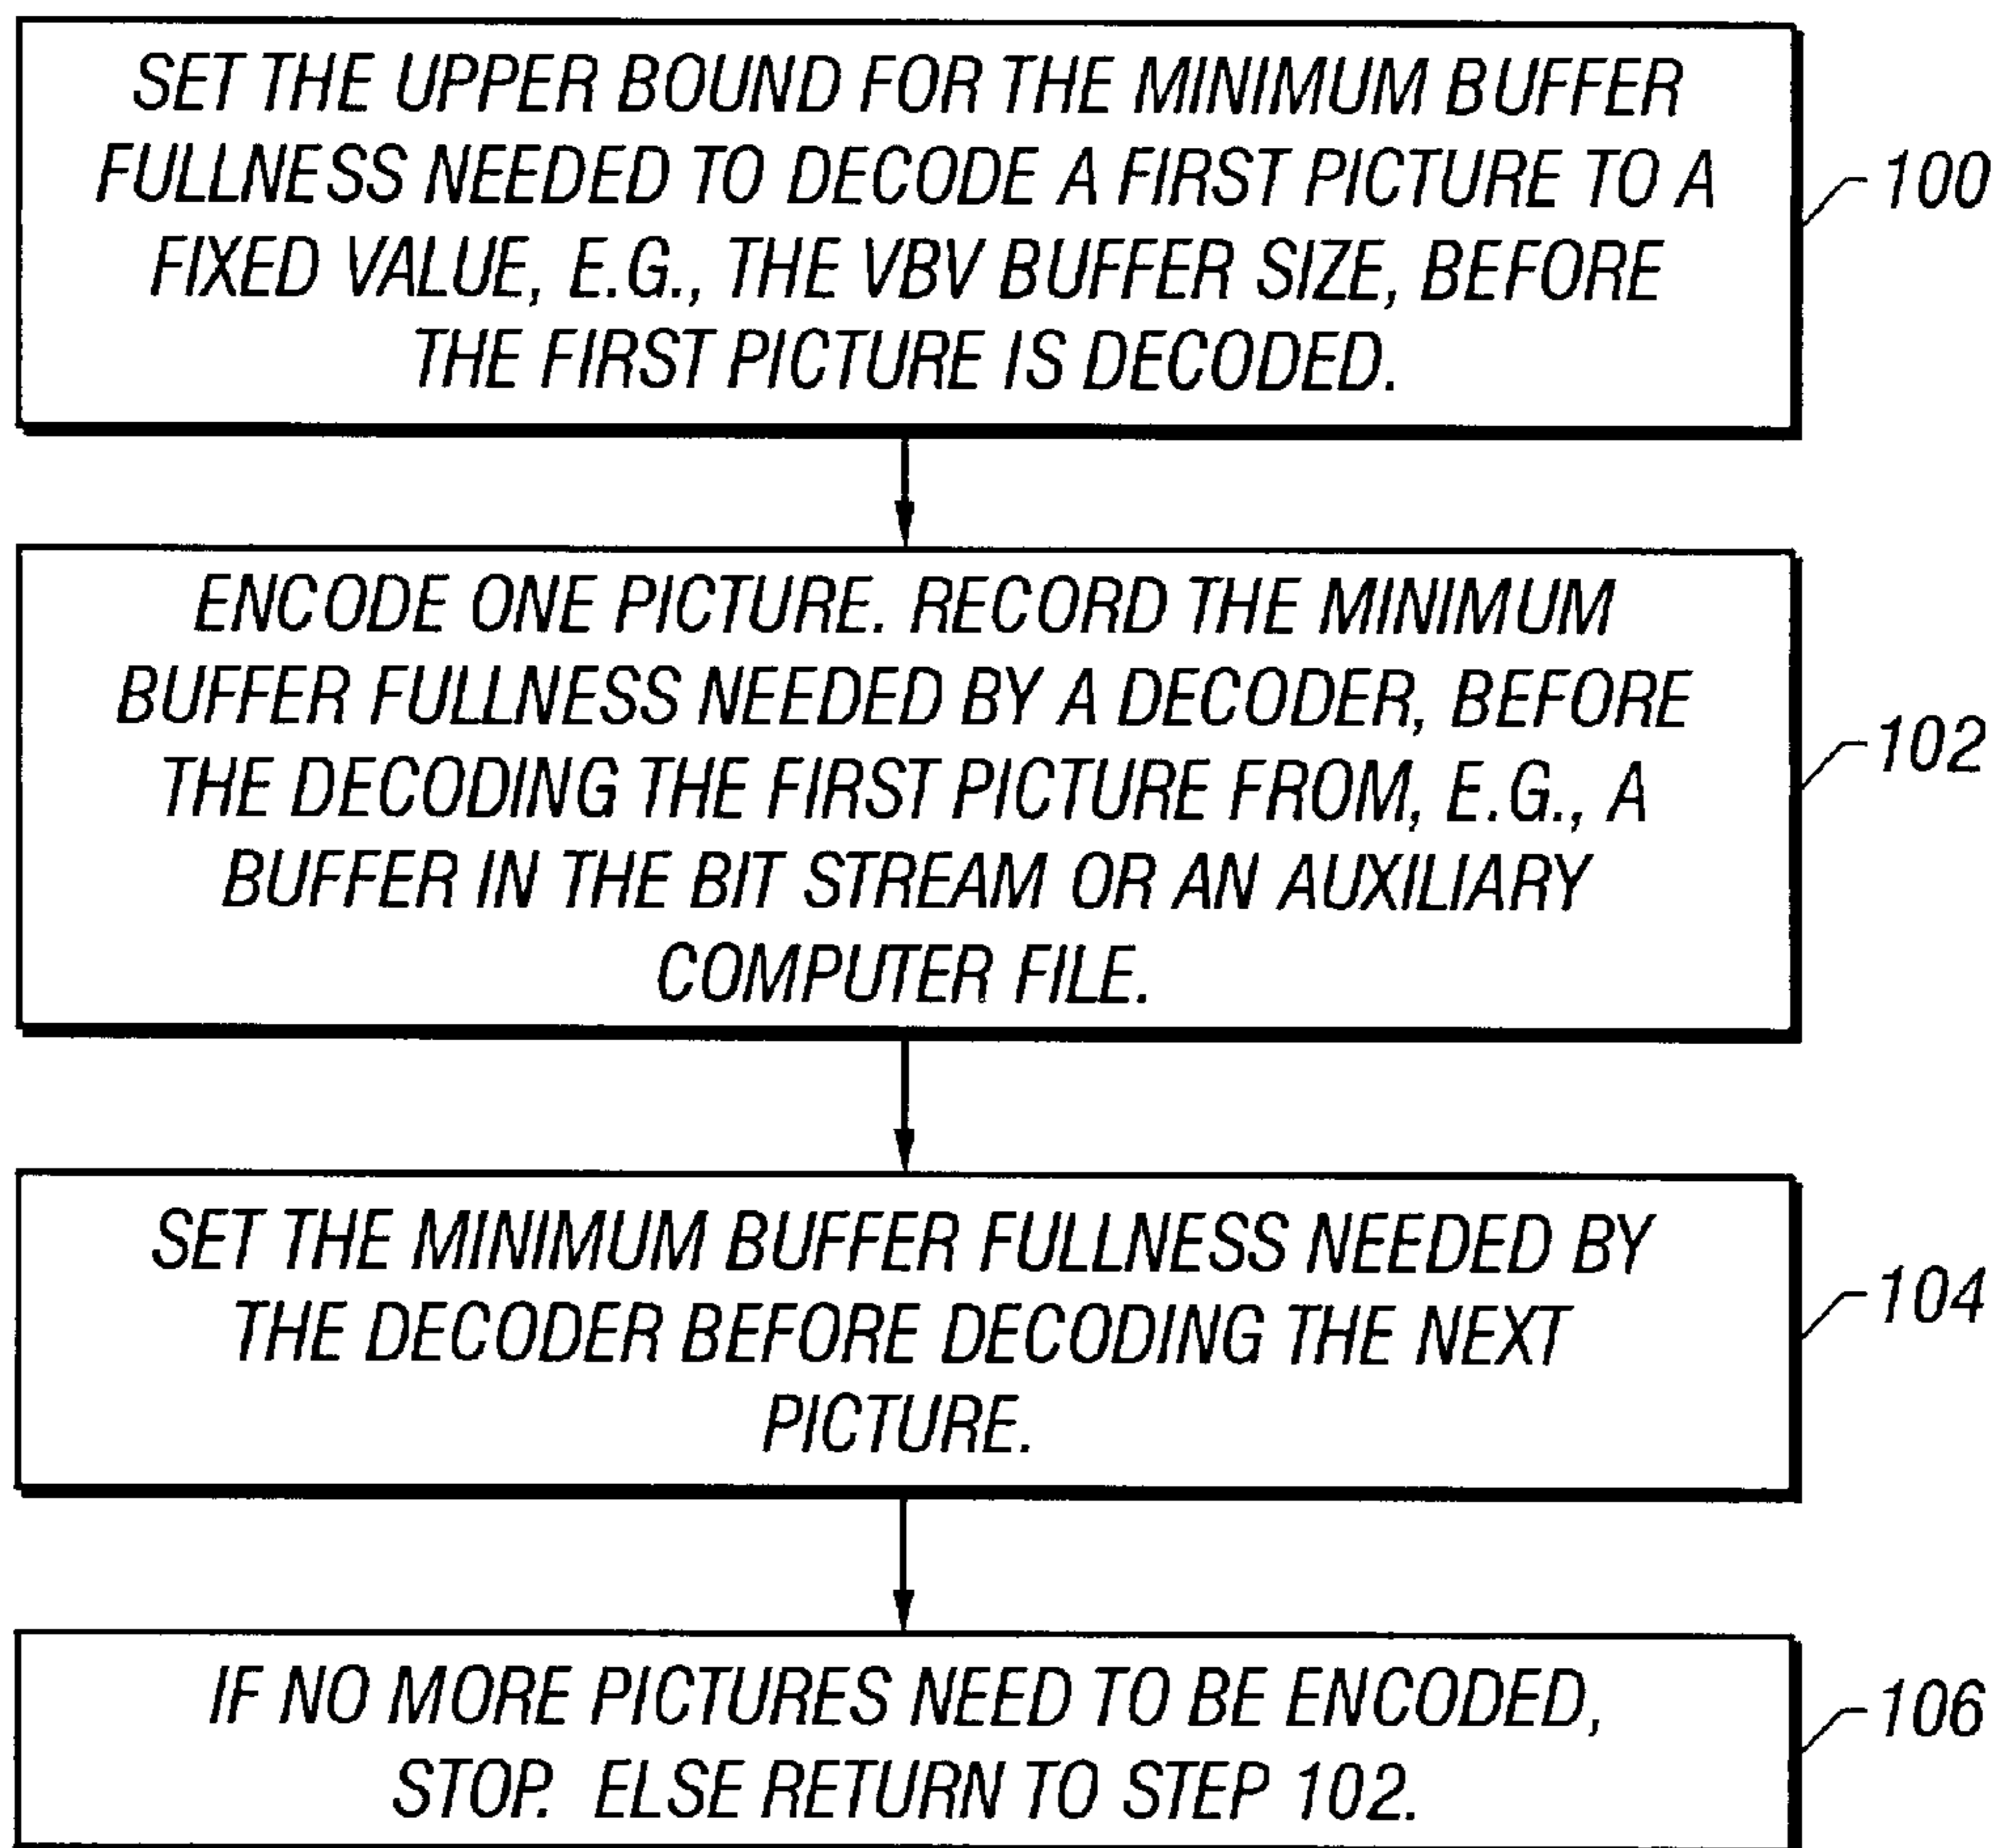 SET THE UPPER BOUND FOR THE MINIMUM BUFFER
FULLNESS NEEDED TO DECODE A FIRST PICTURE TO A
FIXED VALUE, E.G., THE VBV BUFFER SIZE, BEFORE
THE FIRST PICTURE IS DECODED.
100
ENCODE ONE PICTURE. RECORD THE MINIMUM
BUFFER FULLNESS NEEDED BY A DECODER, BEFORE
THE DECODING THE FIRST PICTURE FROM, E.G., A
BUFFER IN THE BIT STREAM OR AN AUXILIARY
COMPUTER FILE.
102
SET THE MINIMUM BUFFER FULLNESS NEEDED BY
THE DECODER BEFORE DECODING THE NEXT
PICTURE.
104
IF NO MORE PICTURES NEED TO BE ENCODED,
STOP. ELSE RETURN TO STEP 102.
106